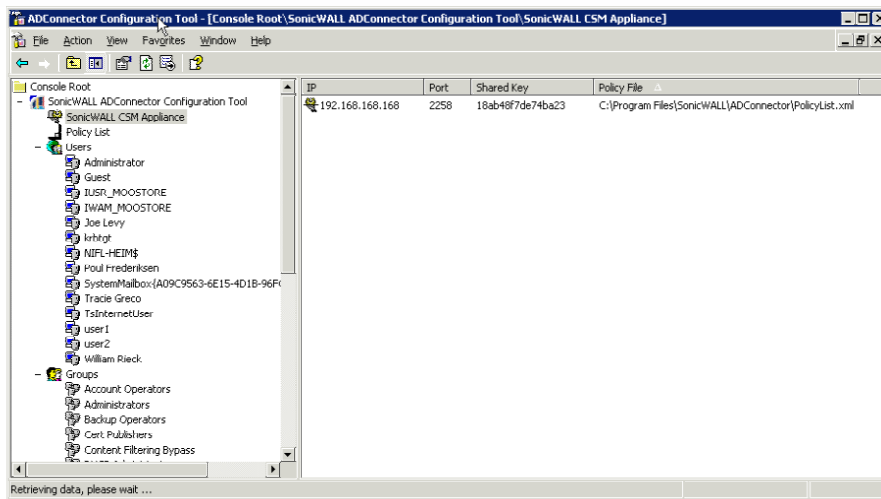 ADConnector Configuration Tool - [Console Root\SonicWALL ADConnector Configuration Tool\SonicWALL CSM Appliance]
File Action View Favorites Window Help
Console Root
SonicWALL ADConnector Configuration Tool
SonicWALL CSM Appliance
Policy List
Users
Administrator
Guest
IUSR_MOOSTORE
IWAM_MOOSTORE
Joe Levy
krbtgt
NIFL-HEIM$
Poul Frederiksen
SystemMailbox{A09C9563-6E15-4D1B-96F
Tracie Greco
TsInternetUser
user1
user2
William Rieck
Groups
Account Operators
Administrators
Backup Operators
Cert Publishers
Content Filtering Bypass
IP Port Shared Key Policy File
192.168.168.168 2258 18ab48f7de74ba23 C:\Program Files\SonicWALL\ADConnector\PolicyList.xml
Retrieving data, please wait ...